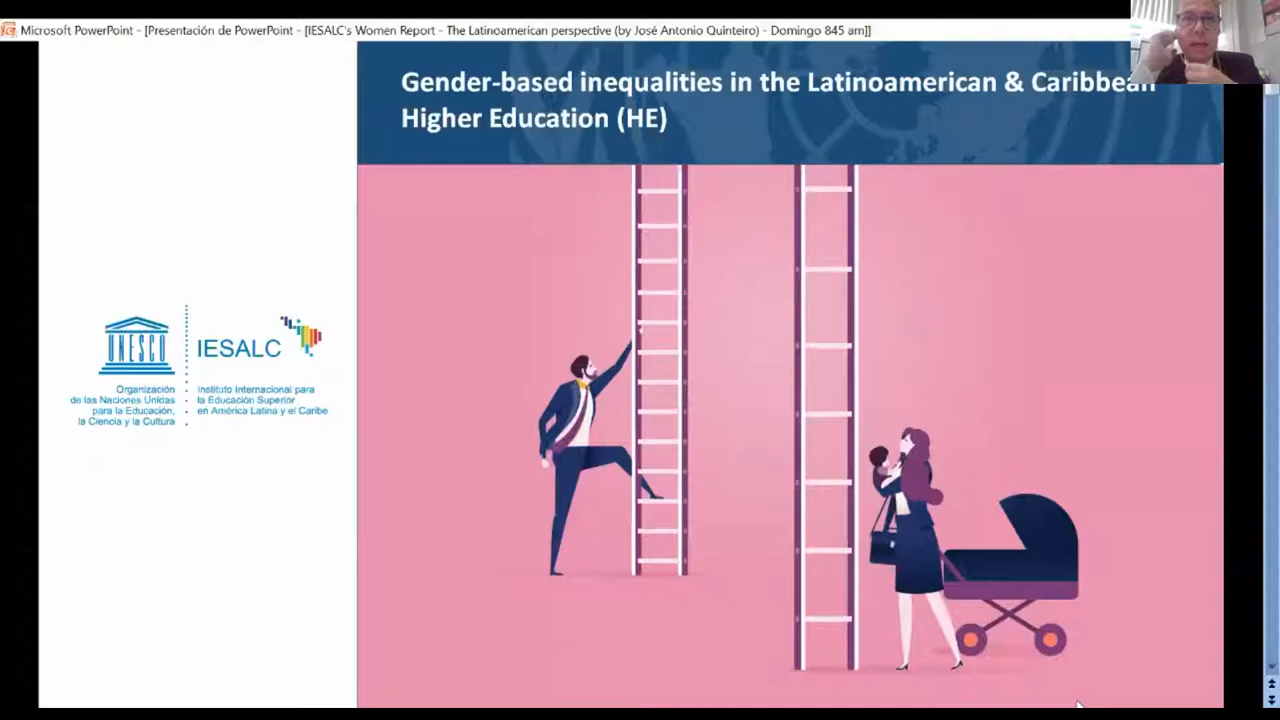 Microsoft PowerPoint - [Presentación de PowerPoint - [IESALC's Women Report - The Latinoamerican perspective (by José Antonio Quinteiro) - Domingo 845 am]]
Gender-based inequalities in the Latinoamerican & Caribbean
Higher Education (HE)
UNESCO
IESALC
Organización
de las Naciones Unidas
para la Educación,
la Ciencia y la Cultura
Instituto Internacional para
la Educación Superior
en América Latina y el Caribe